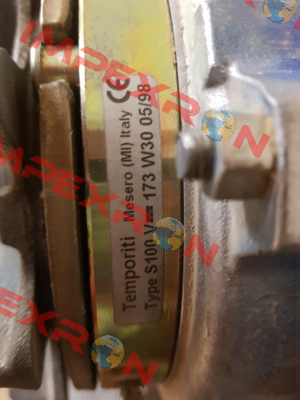 Temporiti Mesero (MI) Italy CE
Type S100 V⎓ 173 W30 05/98
IMPEXRON
IMPEXRON
IMPEXRON